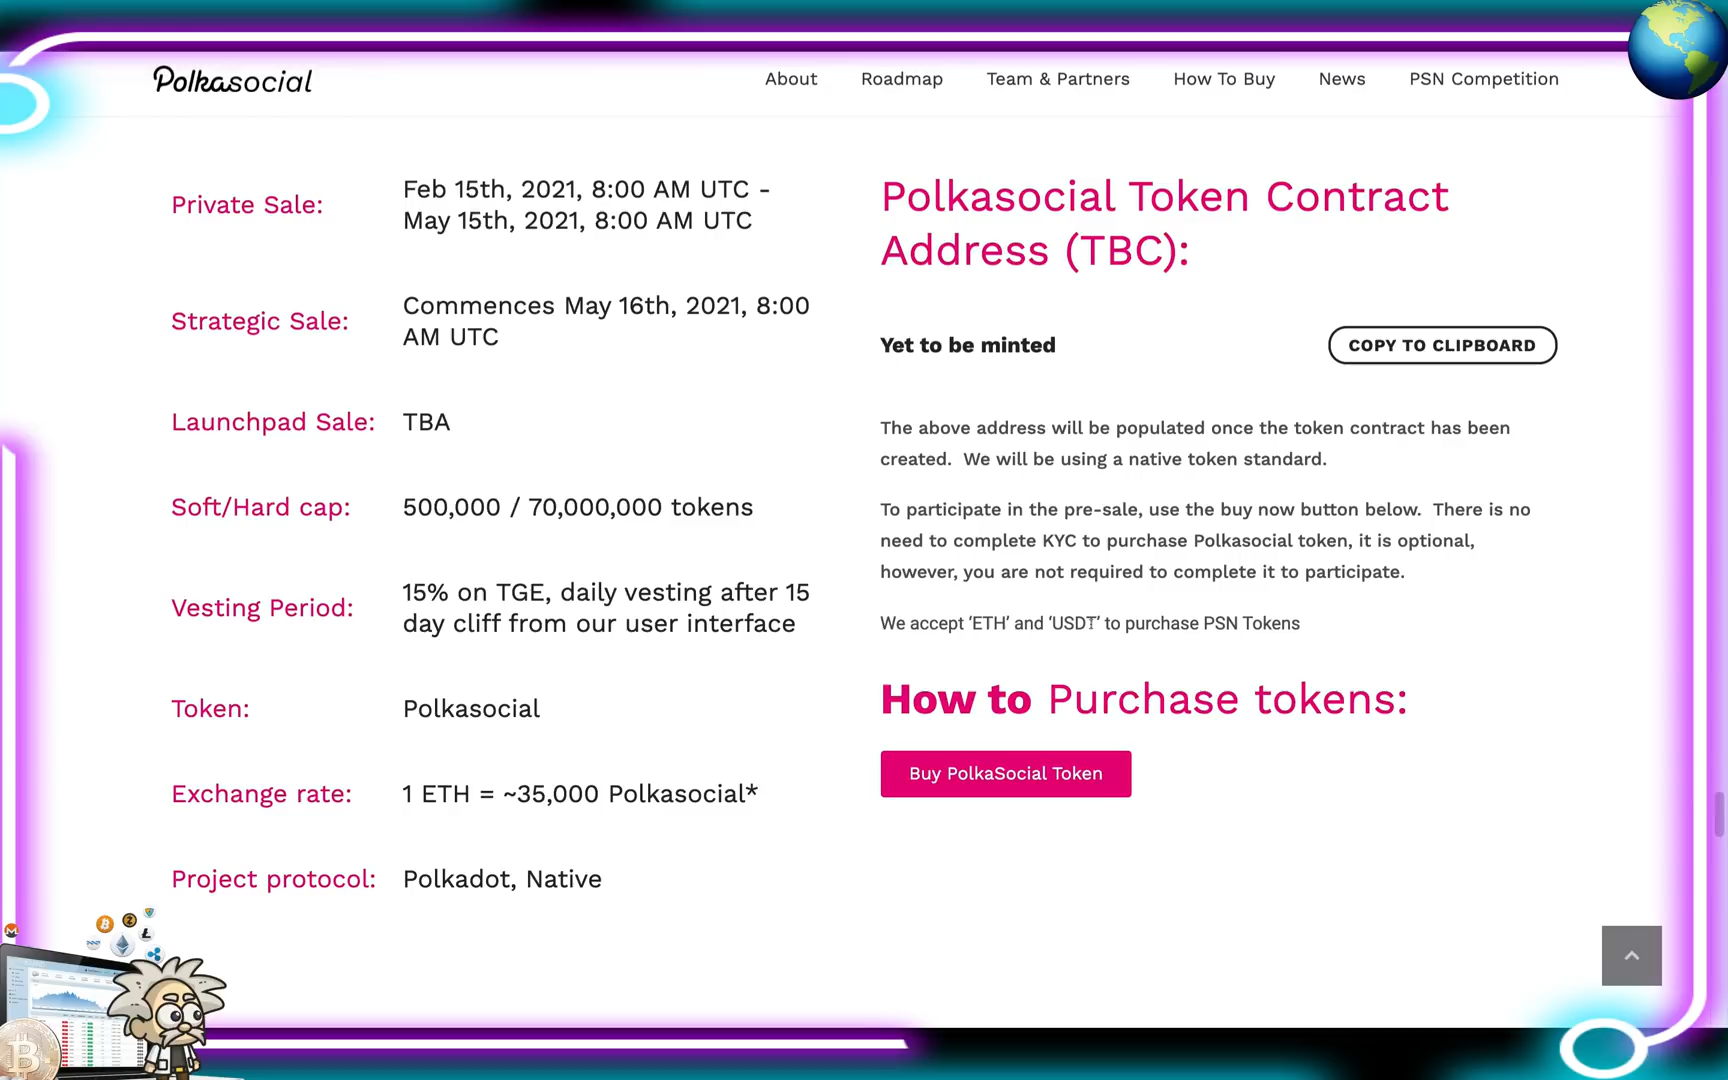 Polkasocial
About
Roadmap
Team & Partners
How To Buy
News
PSN Competition
Private Sale:
Feb 15th, 2021, 8:00 AM UTC -
May 15th, 2021, 8:00 AM UTC
Strategic Sale:
Commences May 16th, 2021, 8:00
AM UTC
Launchpad Sale:
TBA
Soft/Hard cap:
500,000 / 70,000,000 tokens
Vesting Period:
15% on TGE, daily vesting after 15
day cliff from our user interface
Token:
Polkasocial
Exchange rate:
1 ETH = ~35,000 Polkasocial*
Project protocol:
Polkadot, Native
Polkasocial Token Contract
Address (TBC):
Yet to be minted
COPY TO CLIPBOARD
The above address will be populated once the token contract has been
created. We will be using a native token standard.
To participate in the pre-sale, use the buy now button below. There is no
need to complete KYC to purchase Polkasocial token, it is optional,
however, you are not required to complete it to participate.
We accept ‘ETH’ and ‘USDT’ to purchase PSN Tokens
How to Purchase tokens:
Buy PolkaSocial Token